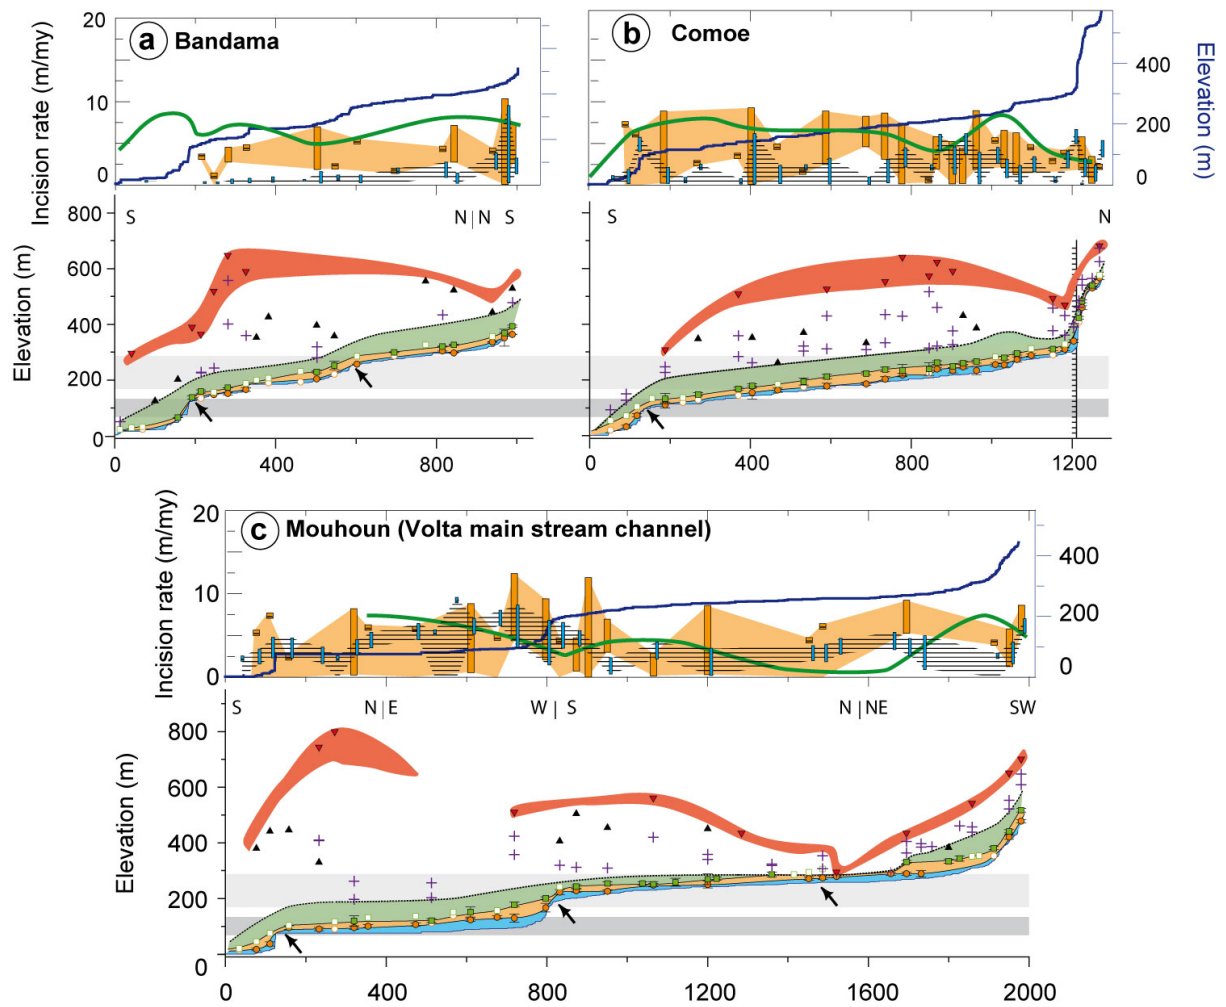 a Bandama
b Comoe
20
10
0
Incision rate (m/my)
400
200
0
Elevation (m)
S
N|N S
S
N
800
600
400
200
0
Elevation (m)
0 400 800
0 400 800 1200
c Mouhoun (Volta main stream channel)
20
10
0
Incision rate (m/my)
400
200
0
S
N|E
W|S
N|NE
SW
800
600
400
200
0
Elevation (m)
0 400 800 1200 1600 2000